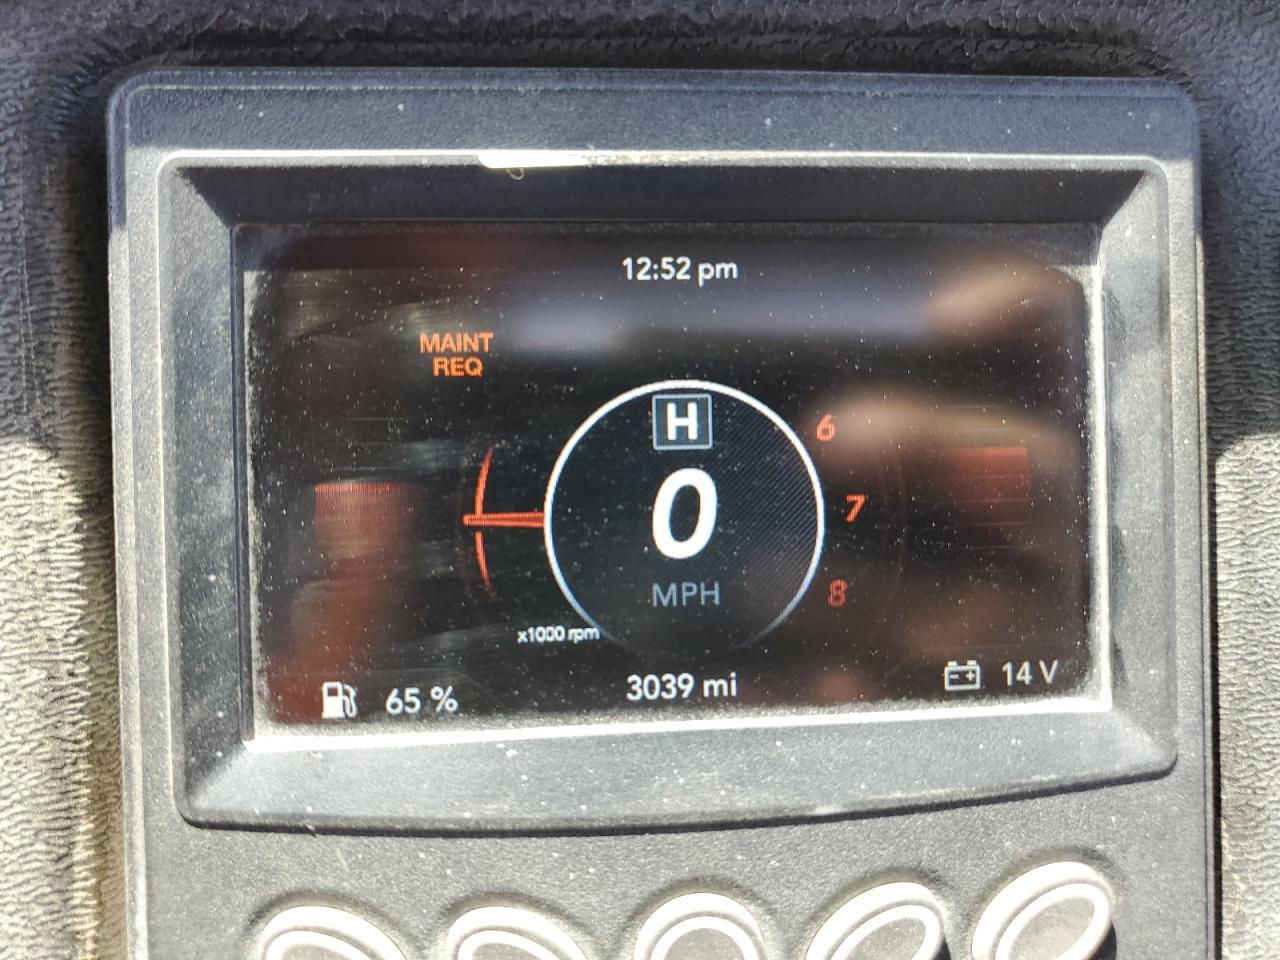 12:52 pm
MAINT
REQ
H
6
0
7
MPH
8
x1000 rpm
65 %
3039 mi
14 V